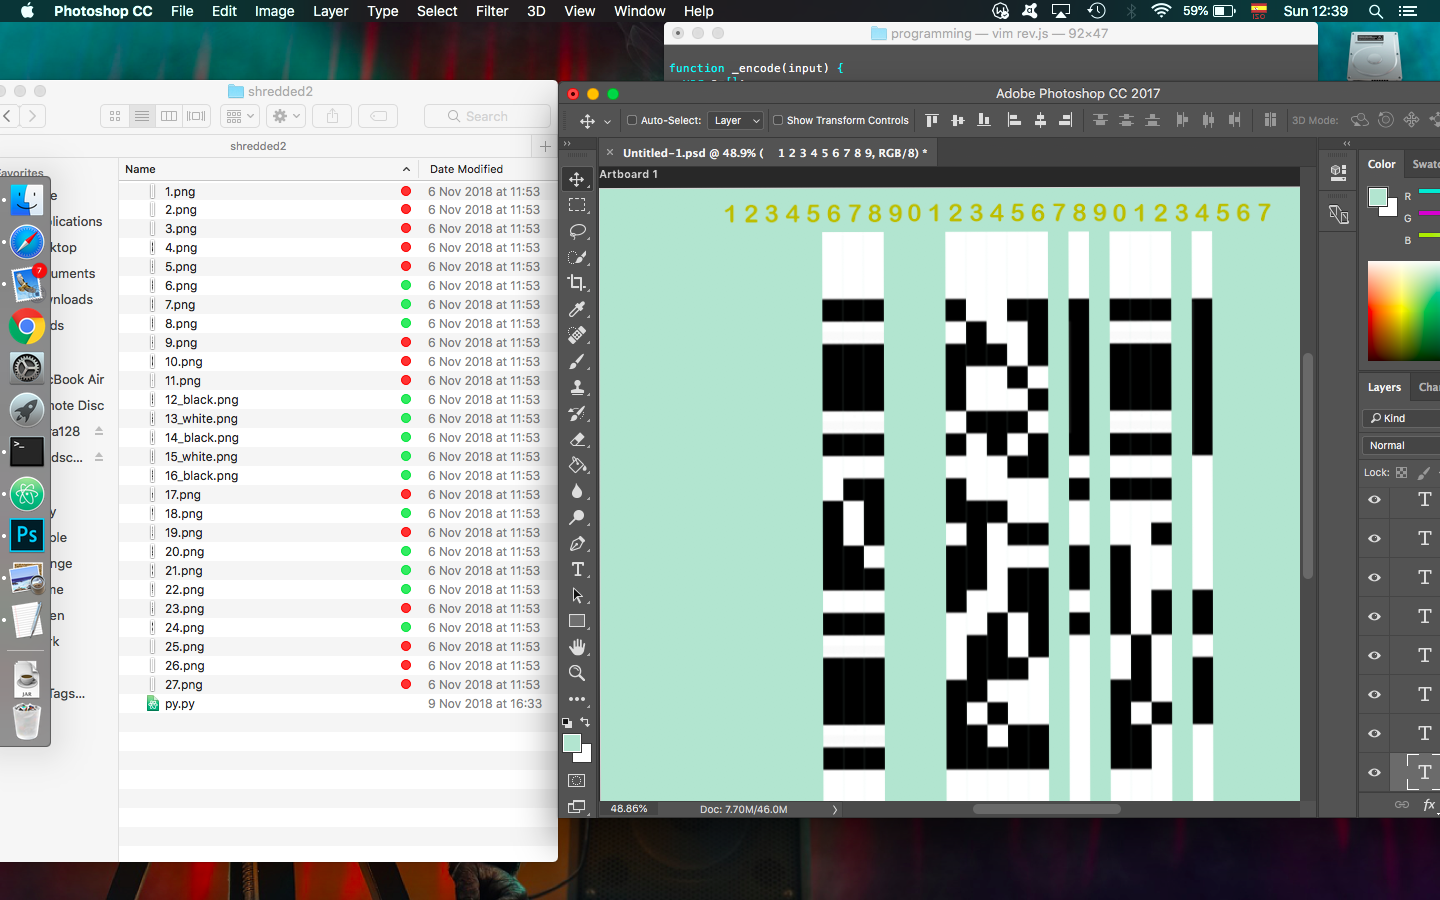 Photoshop CC File Edit Image Layer Type Select Filter 3D View Window Help 59% Sun 12:39
programming — vim rev.js — 92×47
function _encode(input) {
shredded2
Search
shredded2
Favorites
Name Date Modified
1.png 6 Nov 2018 at 11:53
2.png 6 Nov 2018 at 11:53
3.png 6 Nov 2018 at 11:53
4.png 6 Nov 2018 at 11:53
5.png 6 Nov 2018 at 11:53
6.png 6 Nov 2018 at 11:53
7.png 6 Nov 2018 at 11:53
8.png 6 Nov 2018 at 11:53
9.png 6 Nov 2018 at 11:53
10.png 6 Nov 2018 at 11:53
11.png 6 Nov 2018 at 11:53
12_black.png 6 Nov 2018 at 11:53
13_white.png 6 Nov 2018 at 11:53
14_black.png 6 Nov 2018 at 11:53
15_white.png 6 Nov 2018 at 11:53
16_black.png 6 Nov 2018 at 11:53
17.png 6 Nov 2018 at 11:53
18.png 6 Nov 2018 at 11:53
19.png 6 Nov 2018 at 11:53
20.png 6 Nov 2018 at 11:53
21.png 6 Nov 2018 at 11:53
22.png 6 Nov 2018 at 11:53
23.png 6 Nov 2018 at 11:53
24.png 6 Nov 2018 at 11:53
25.png 6 Nov 2018 at 11:53
26.png 6 Nov 2018 at 11:53
27.png 6 Nov 2018 at 11:53
py.py 9 Nov 2018 at 16:33
plications
ktop
uments
wnloads
ds
cBook Air
note Disc
ra128
dsc...
Tags...
7
JAR
Adobe Photoshop CC 2017
Auto-Select: Layer Show Transform Controls 3D Mode:
Untitled-1.psd @ 48.9% ( 1 2 3 4 5 6 7 8 9, RGB/8) *
Artboard 1
1 2 3 4 5 6 7 8 9 0 1 2 3 4 5 6 7 8 9 0 1 2 3 4 5 6 7
48.86% Doc: 7.70M/46.0M
Color Swatc
R
G
B
Layers Cha
Kind
Normal
Lock:
fx